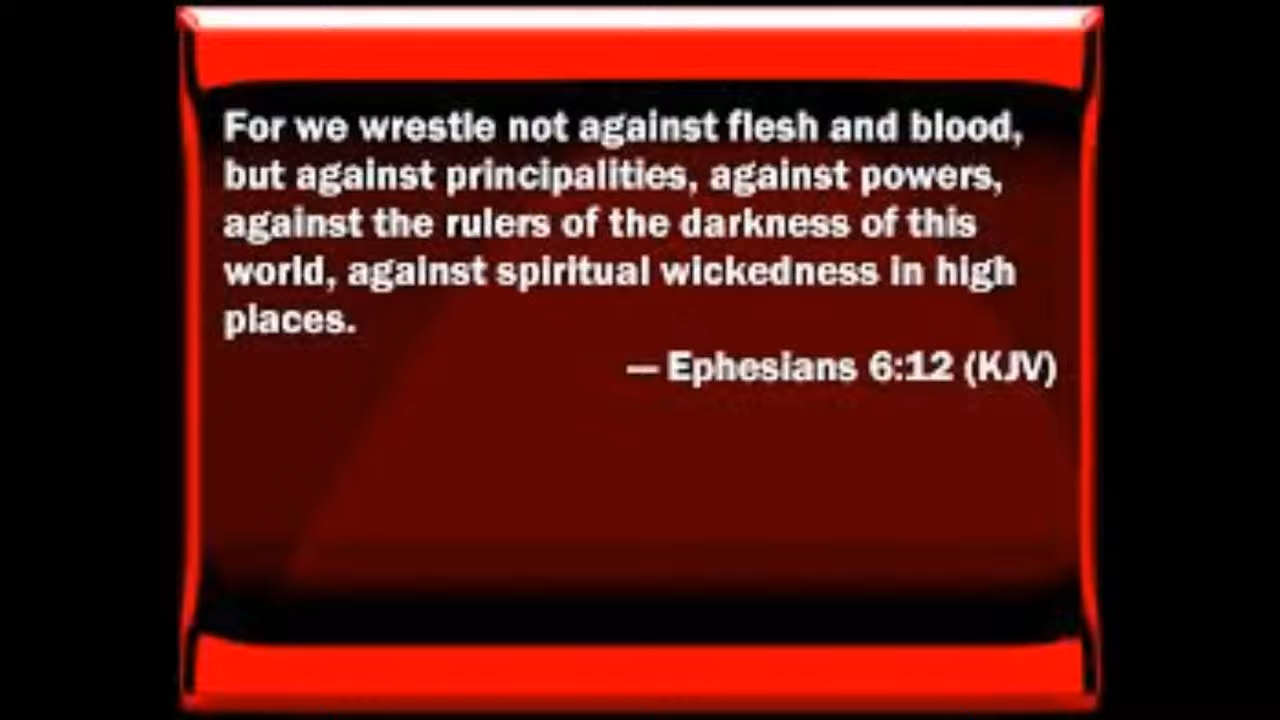 For we wrestle not against flesh and blood,
but against principalities, against powers,
against the rulers of the darkness of this
world, against spiritual wickedness in high
places.
— Ephesians 6:12 (KJV)